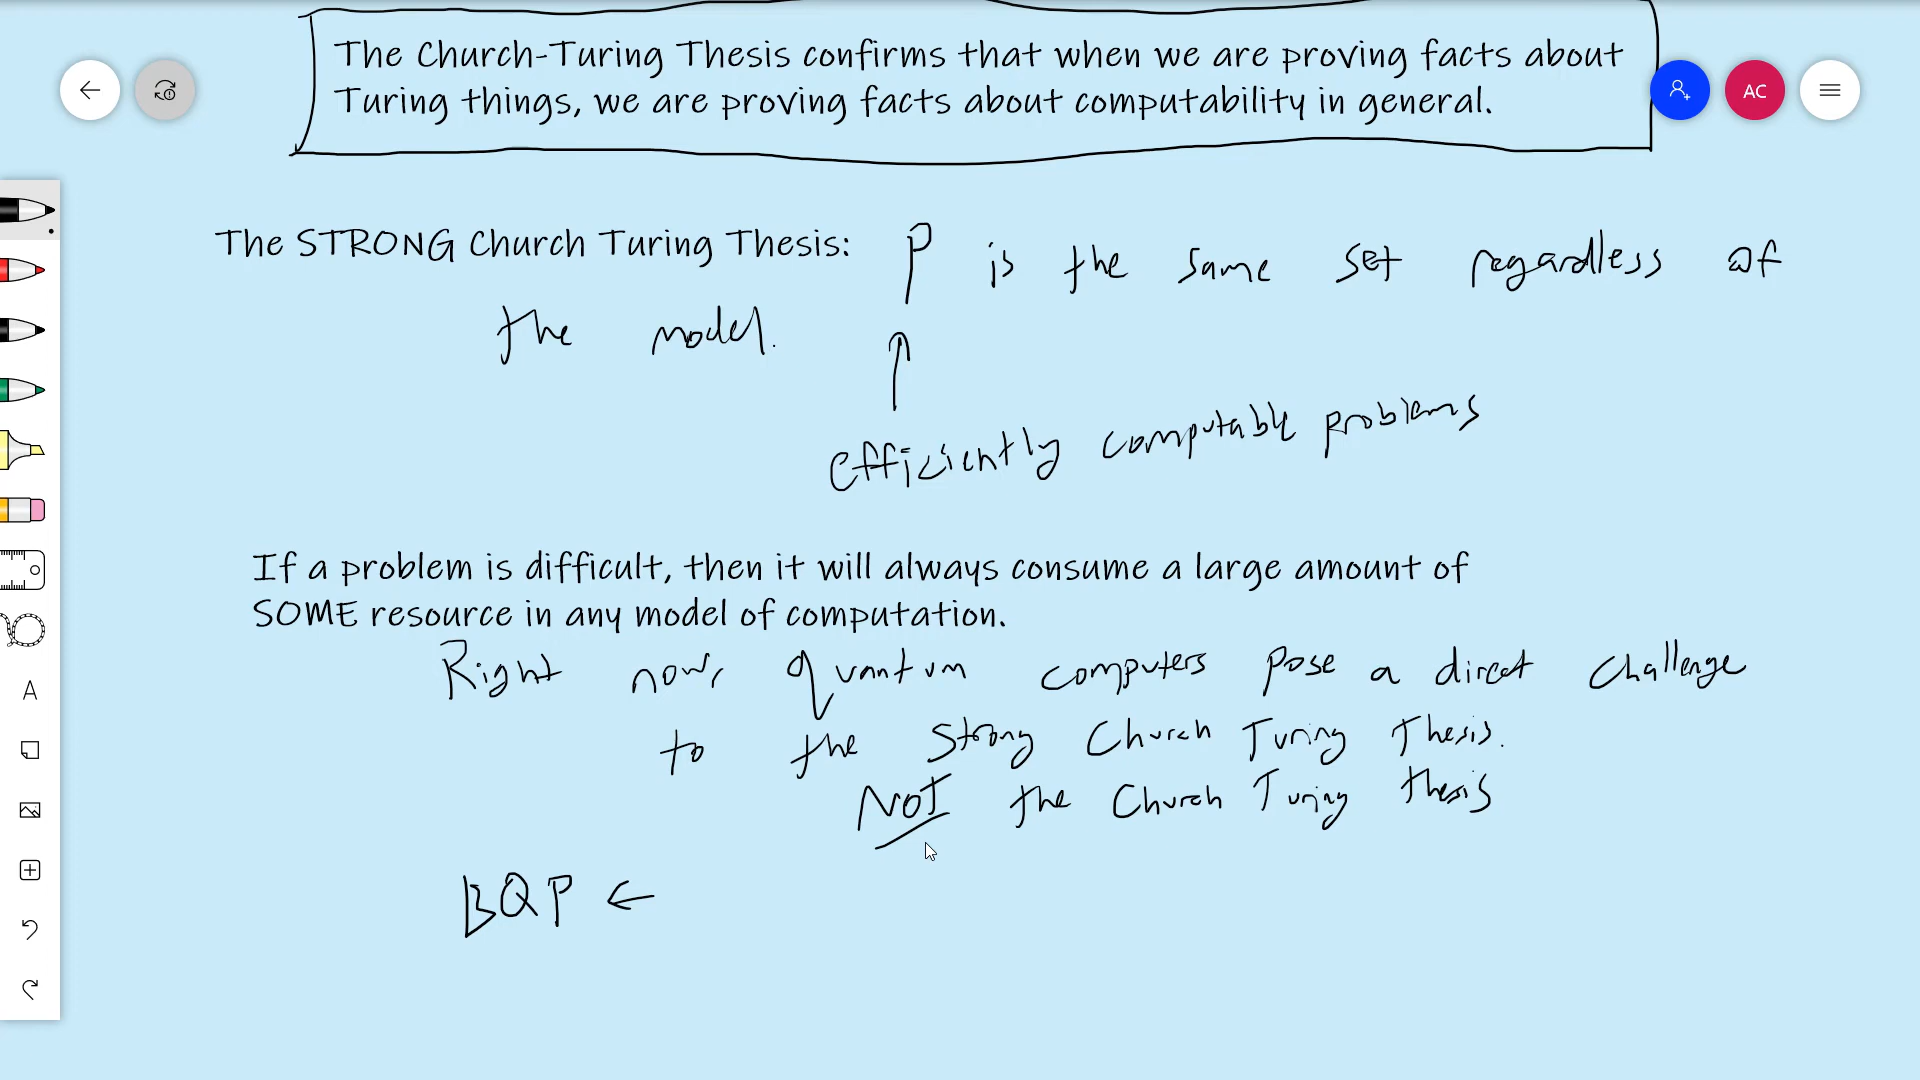 The Church-Turing Thesis confirms that when we are proving facts about
Turing things, we are proving facts about computability in general.
AC
The STRONG Church Turing Thesis: P is the same set regardless of
the model.
efficiently computable problems
If a problem is difficult, then it will always consume a large amount of
SOME resource in any model of computation.
Right now, quantum computers pose a direct challenge
to the Strong Church Turing Thesis.
NOT the Church Turing thesis
BQP ←
A